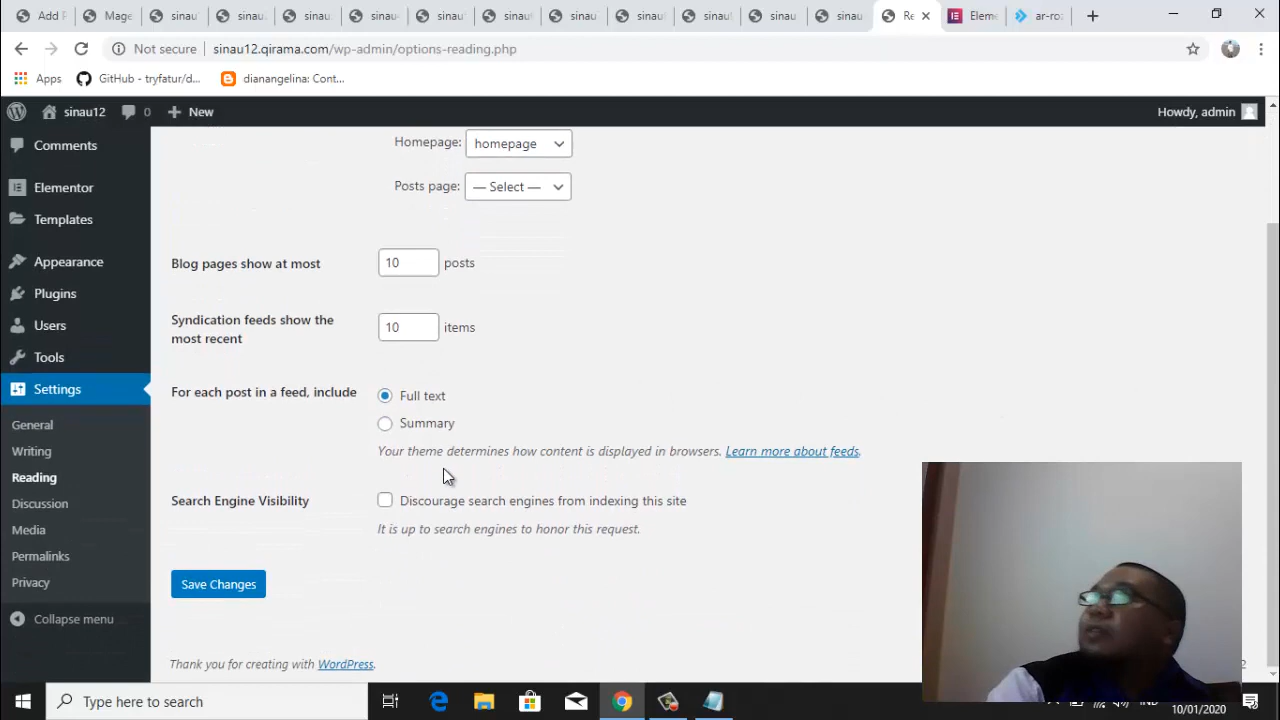 Add P
Mage
sinau
sinau
sinau
sinau-
sinau
sinau
sinau
sinau
sinau
sinau
Re
Eleme
ar-roz
Not secure
sinau12.qirama.com/wp-admin/options-reading.php
Apps
GitHub - tryfatur/d...
dianangelina: Cont...
sinau12
0
New
Howdy, admin
Comments
Elementor
Templates
Appearance
Plugins
Users
Tools
Settings
General
Writing
Reading
Discussion
Media
Permalinks
Privacy
Collapse menu
Homepage: homepage
Posts page: — Select —
Blog pages show at most 10 posts
Syndication feeds show the
most recent
10 items
For each post in a feed, include
Full text
Summary
Your theme determines how content is displayed in browsers. Learn more about feeds.
Search Engine Visibility
Discourage search engines from indexing this site
It is up to search engines to honor this request.
Save Changes
Thank you for creating with WordPress.
Type here to search
10/01/2020